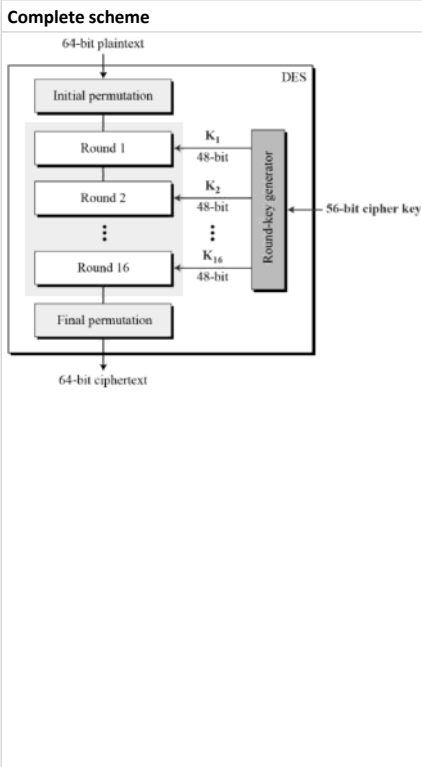 Complete scheme
64-bit plaintext
DES
Initial permutation
Round 1
K1
48-bit
Round 2
K2
48-bit
Round-key generator
56-bit cipher key
Round 16
K16
48-bit
Final permutation
64-bit ciphertext